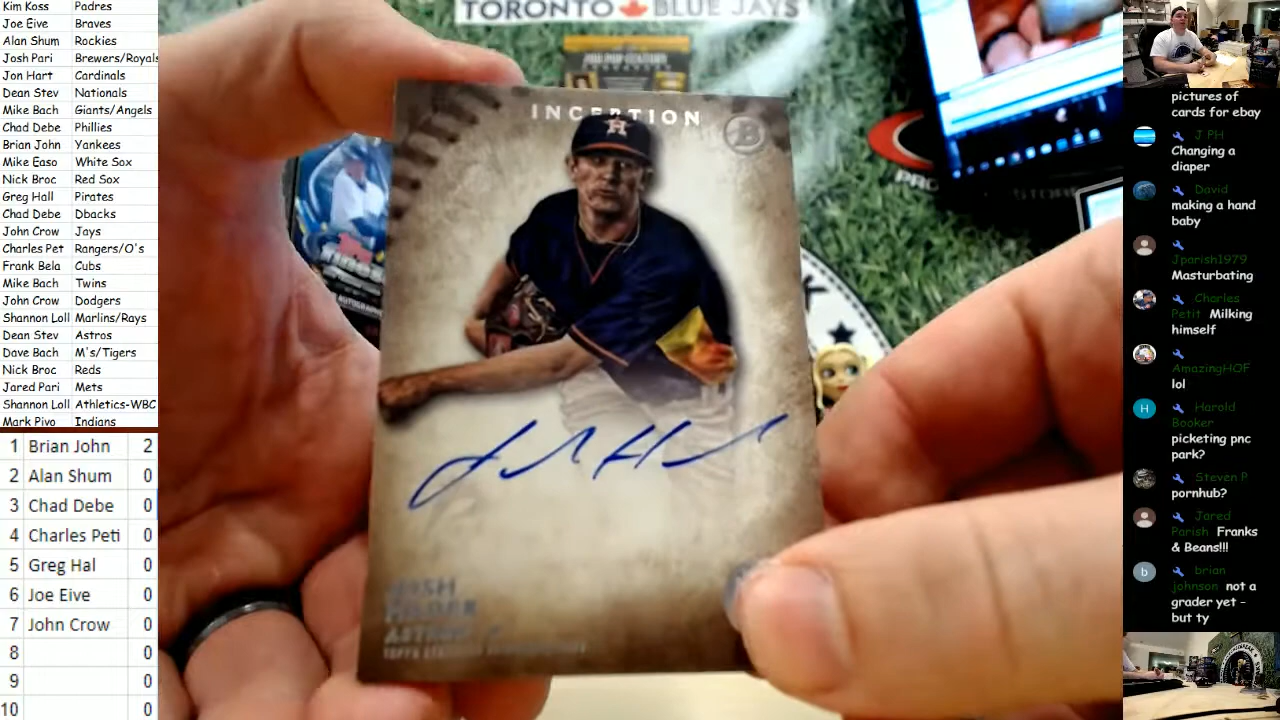 Kim Koss Padres
Joe Eive Braves
Alan Shum Rockies
Josh Pari Brewers/Royals
Jon Hart Cardinals
Dean Stev Nationals
Mike Bach Giants/Angels
Chad Debe Phillies
Brian John Yankees
Mike Easo White Sox
Nick Broc Red Sox
Greg Hall Pirates
Chad Debe Dbacks
John Crow Jays
Charles Pet Rangers/O's
Frank Bela Cubs
Mike Bach Twins
John Crow Dodgers
Shannon Loll Marlins/Rays
Dean Stev Astros
Dave Bach M's/Tigers
Nick Broc Reds
Jared Pari Mets
Shannon Loll Athletics-WBC
Mark Pivo Indians
1 Brian John 2
2 Alan Shum 0
3 Chad Debe 0
4 Charles Peti 0
5 Greg Hal 0
6 Joe Eive 0
7 John Crow 0
8 0
9 0
10 0
TORONTO BLUE JAYS
INCEPTION
B
H
ASTROS
pictures of
cards for ebay
J PH
Changing a
diaper
David
making a hand
baby
Jparish1979
Masturbating
Charles
Petit Milking
himself
AmazingHOF
lol
Harold
Booker
picketing pnc
park?
Steven P
pornhub?
Jared
Parish Franks
& Beans!!!
brian
johnson not a
grader yet -
but ty